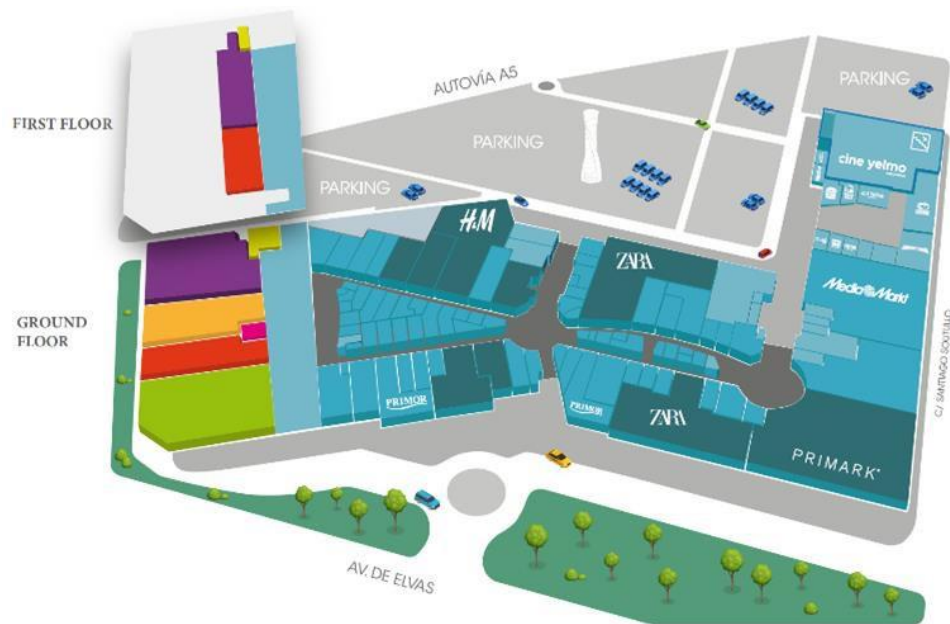 AUTOVÍA A5
PARKING
FIRST FLOOR
PARKING
cine yelmo
PARKING
H&M
ZARA
MediaMarkt
GROUND
FLOOR
C/ SANTIAGO SOUTULLO
PRIMOR
PRIMOR
ZARA
PRIMARK
AV. DE ELVAS